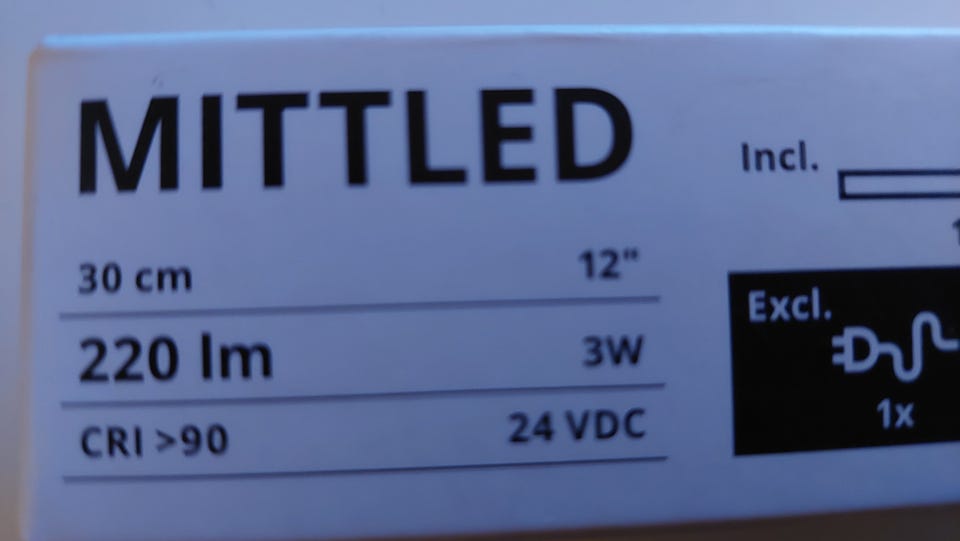 MITTLED
30 cm 12"
220 lm 3W
CRI >90 24 VDC
Incl.
Excl.
1x